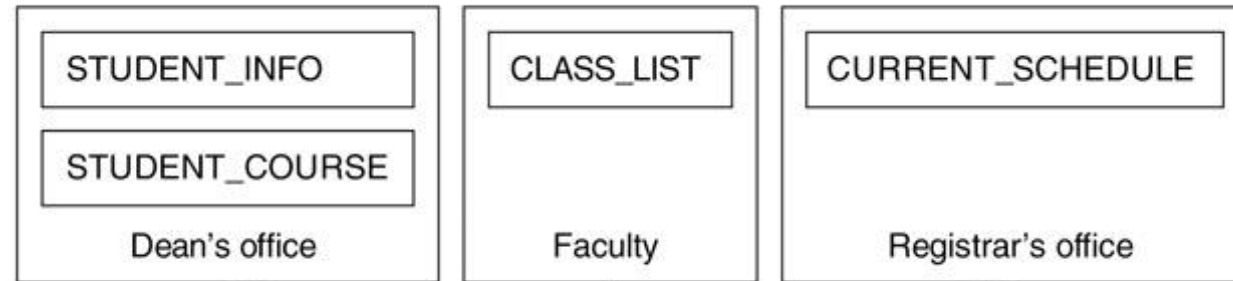 STUDENT_INFO
STUDENT_COURSE
Dean's office
CLASS_LIST
Faculty
CURRENT_SCHEDULE
Registrar's office